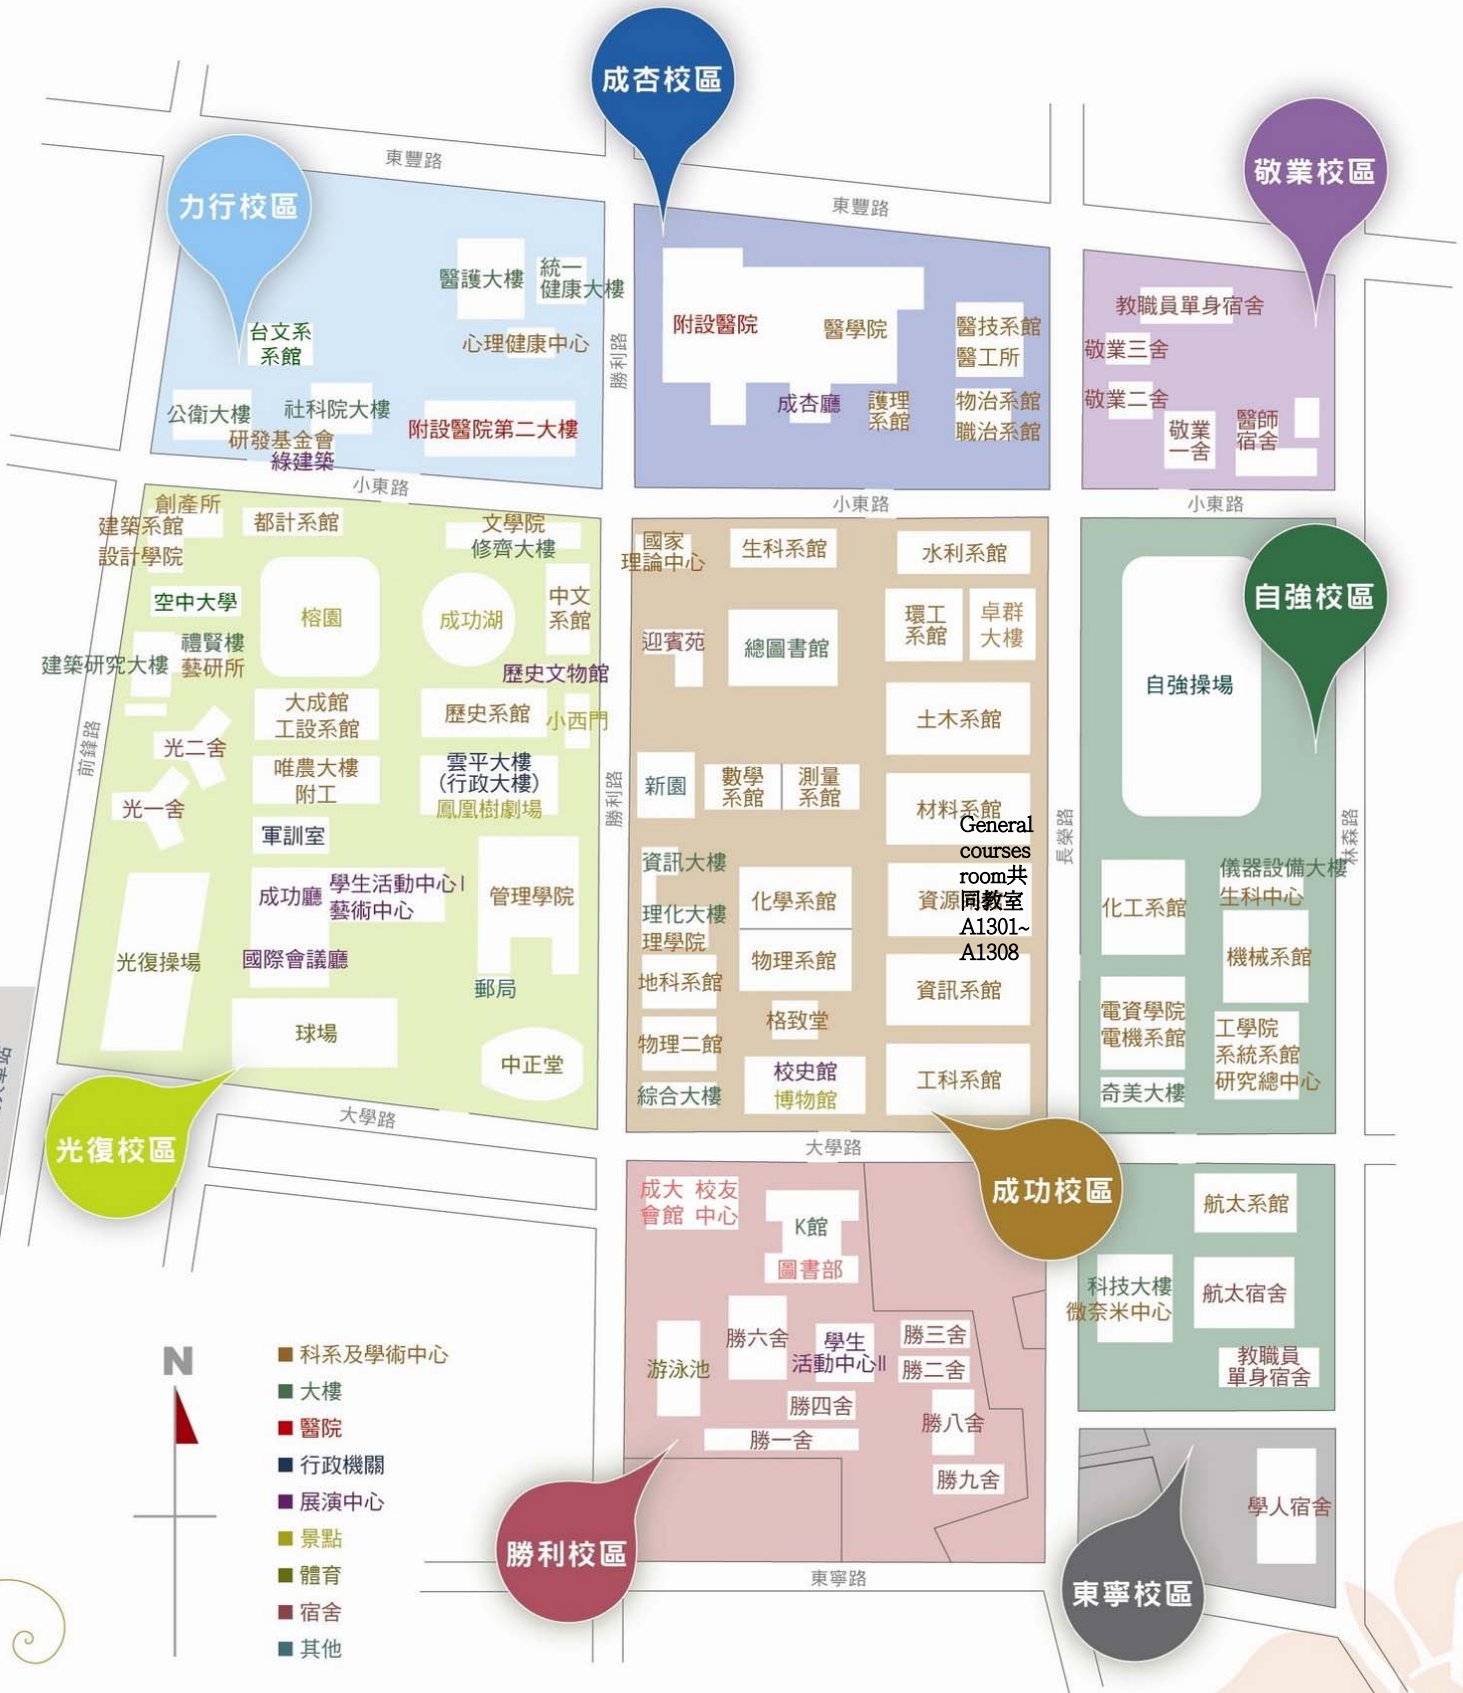 成杏校區
敬業校區
力行校區
東豐路
東豐路
醫護大樓
統一
健康大樓
心理健康中心
台文系
系館
公衛大樓
社科院大樓
研發基金會
綠建築
附設醫院第二大樓
勝利路
附設醫院
醫學院
醫技系館
醫工所
成杏廳
護理
系館
物治系館
職治系館
教職員單身宿舍
敬業三舍
敬業二舍
敬業
一舍
醫師
宿舍
小東路
小東路
小東路
創產所
建築系館
設計學院
都計系館
文學院
修齊大樓
空中大學
榕園
成功湖
中文
系館
禮賢樓
建築研究大樓
藝研所
歷史文物館
大成館
工設系館
歷史系館
小西門
光二舍
前鋒路
唯農大樓
附工
雲平大樓
(行政大樓)
鳳凰樹劇場
光一舍
軍訓室
成功廳
學生活動中心I
藝術中心
管理學院
光復操場
國際會議廳
郵局
球場
中正堂
光復校區
大學路
勝利路
國家
理論中心
生科系館
水利系館
迎賓苑
總圖書館
環工
系館
卓群
大樓
土木系館
新園
數學
系館
測量
系館
材料系館
General
courses
room共
同教室
A1301~
A1308
資訊大樓
化學系館
資源
理化大樓
理學院
物理系館
地科系館
資訊系館
格致堂
物理二館
校史館
博物館
工科系館
綜合大樓
大學路
成功校區
長榮路
自強校區
自強操場
林森路
儀器設備大樓
生科中心
化工系館
機械系館
電資學院
電機系館
工學院
系統系館
研究總中心
奇美大樓
航太系館
科技大樓
微奈米中心
航太宿舍
教職員
單身宿舍
成大 校友
會館 中心
K館
圖書部
勝六舍
學生
活動中心II
勝三舍
勝二舍
游泳池
勝四舍
勝一舍
勝八舍
勝九舍
勝利校區
東寧路
東寧校區
學人宿舍
N
科系及學術中心
大樓
醫院
行政機關
展演中心
景點
體育
宿舍
其他